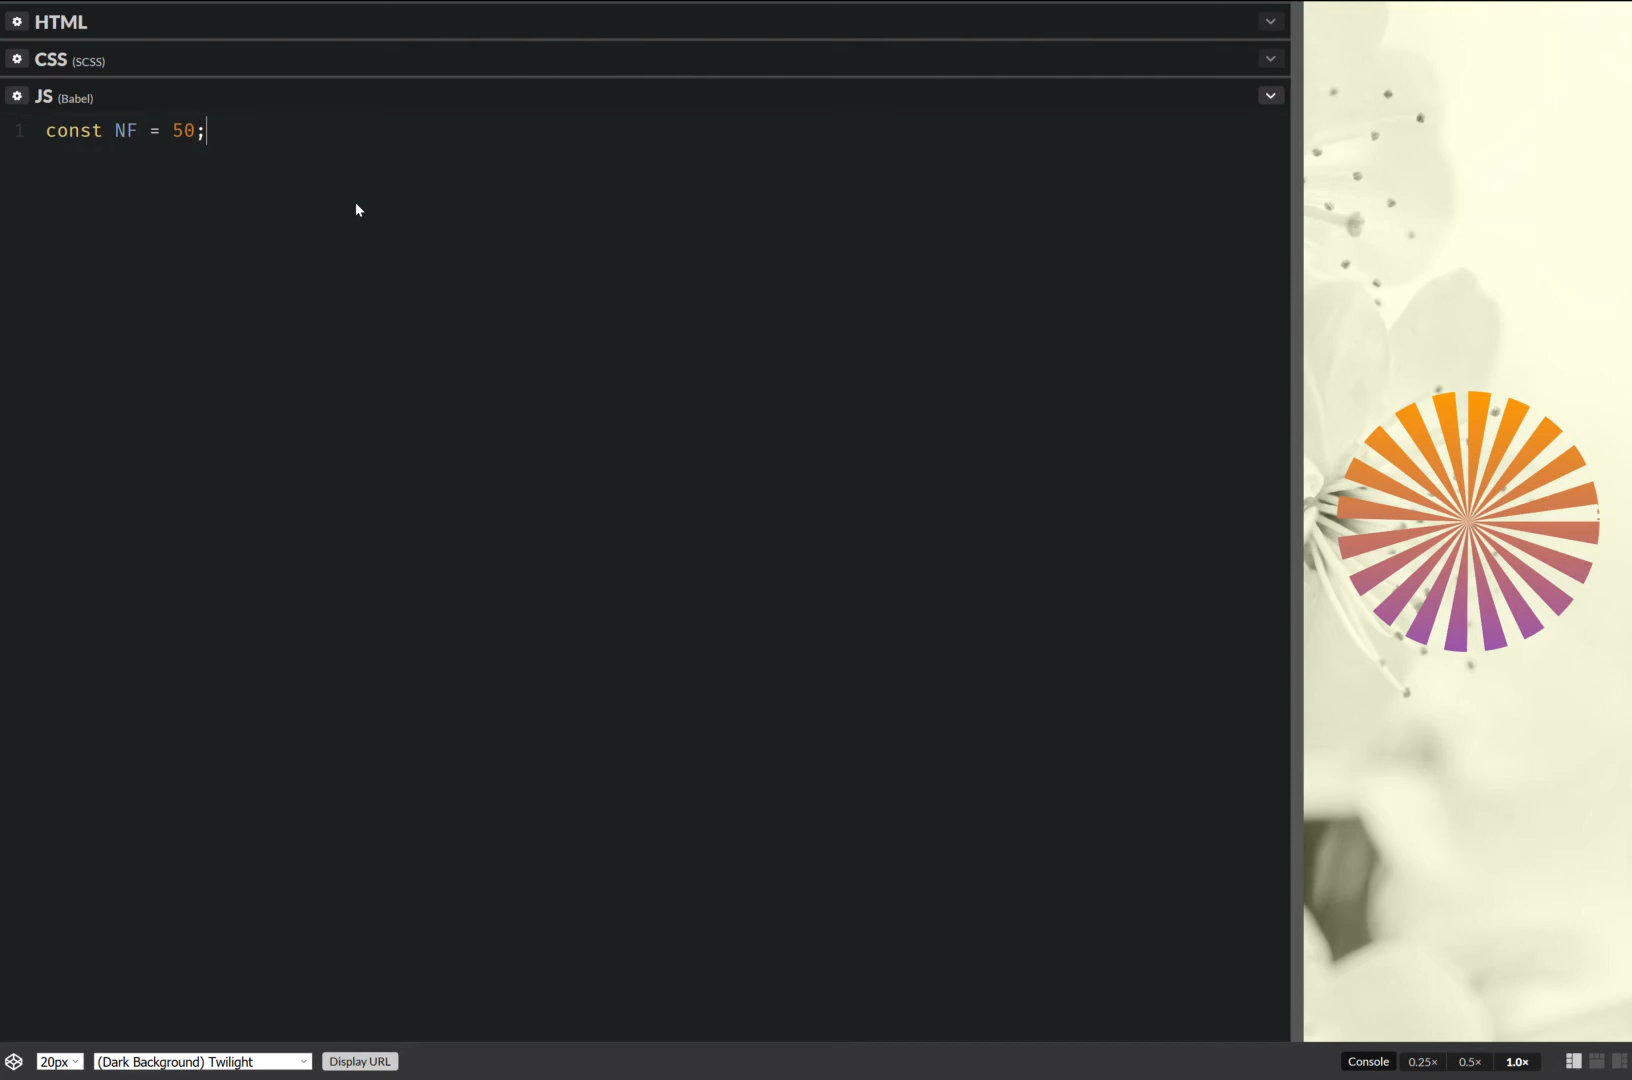 HTML
CSS (SCSS)
JS (Babel)
1 const NF = 50;
20px (Dark Background) Twilight Display URL Console 0.25× 0.5× 1.0×